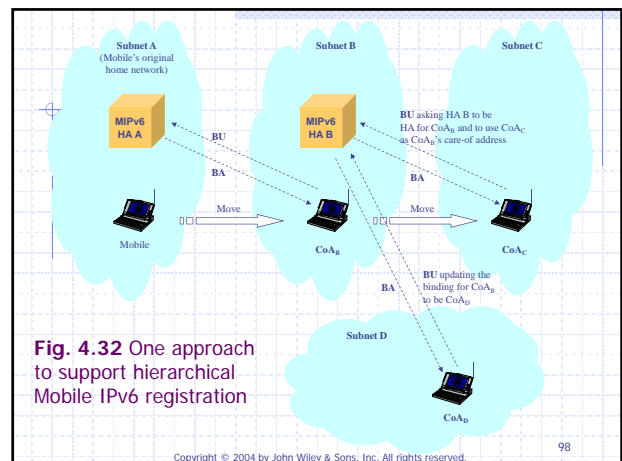 Subnet A
(Mobile's original
home network)
Subnet B
Subnet C
MIPv6
HA A
BU
BA
MIPv6
HA B
BU asking HA B to be
HA for CoAB and to use CoAC
as CoAB's care-of address
BA
Move
Move
Mobile
CoAB
CoAC
BA
BU updating the
binding for CoAB
to be CoAD
Subnet D
CoAD
Fig. 4.32 One approach
to support hierarchical
Mobile IPv6 registration
Copyright © 2004 by John Wiley & Sons, Inc. All rights reserved.
98